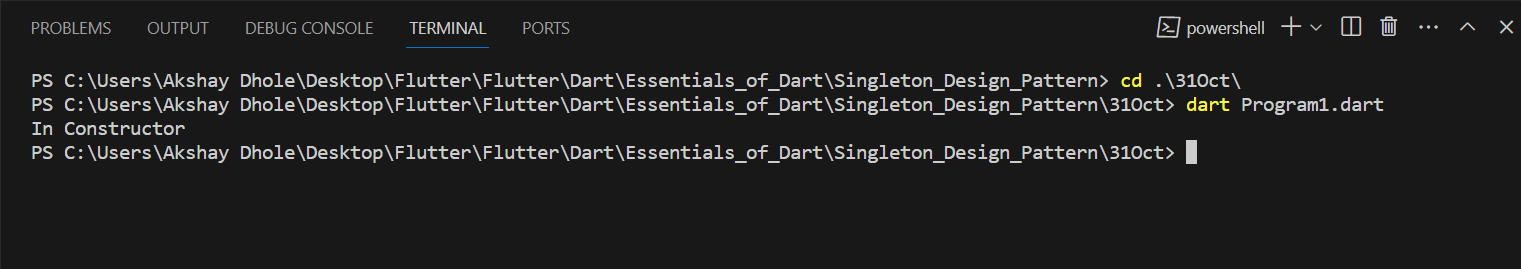 PROBLEMS OUTPUT DEBUG CONSOLE TERMINAL PORTS powershell
PS C:\Users\Akshay Dhole\Desktop\Flutter\Flutter\Dart\Essentials_of_Dart\Singleton_Design_Pattern> cd .\31Oct\
PS C:\Users\Akshay Dhole\Desktop\Flutter\Flutter\Dart\Essentials_of_Dart\Singleton_Design_Pattern\31Oct> dart Program1.dart
In Constructor
PS C:\Users\Akshay Dhole\Desktop\Flutter\Flutter\Dart\Essentials_of_Dart\Singleton_Design_Pattern\31Oct>